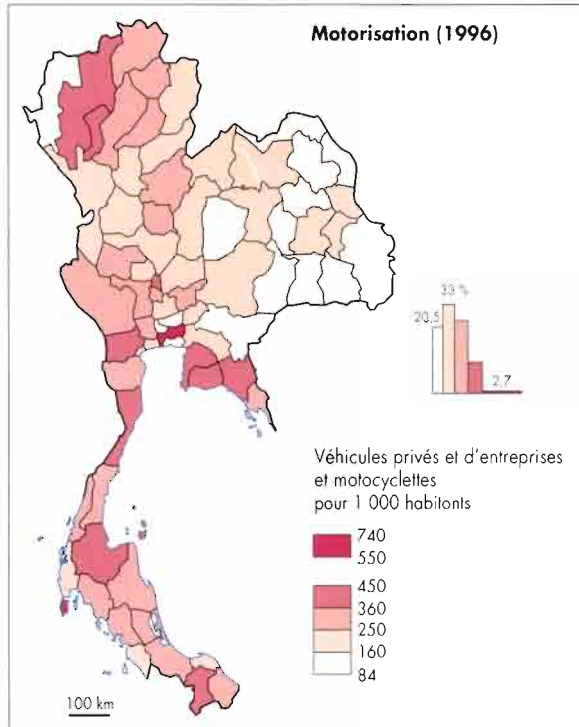 Motorisation (1996)
33 %
20,5
2,7
Véhicules privés et d'entreprises
et motocyclettes
pour 1 000 habitants
740
550
450
360
250
160
84
100 km